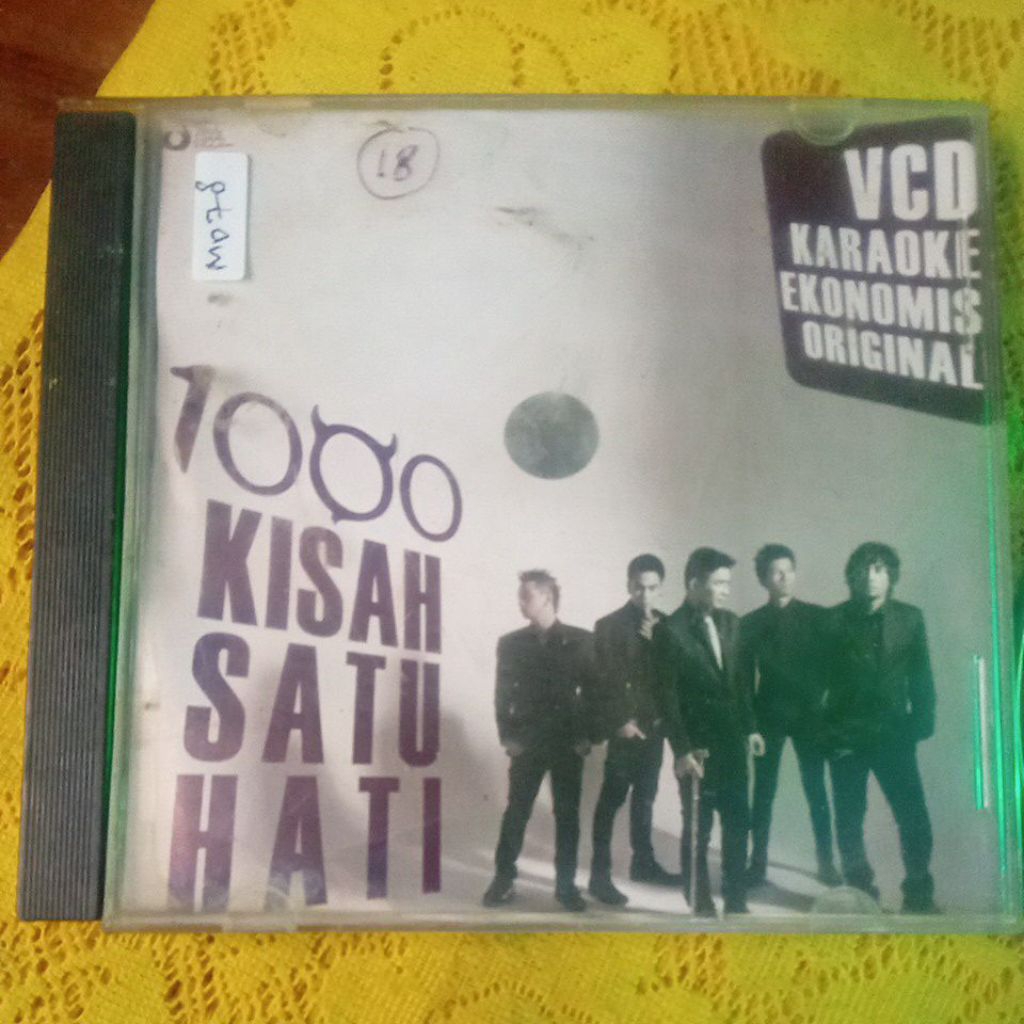 18
VCD
KARAOKE
EKONOMIS
ORIGINAL
1000
KISAH
SATU
HATI